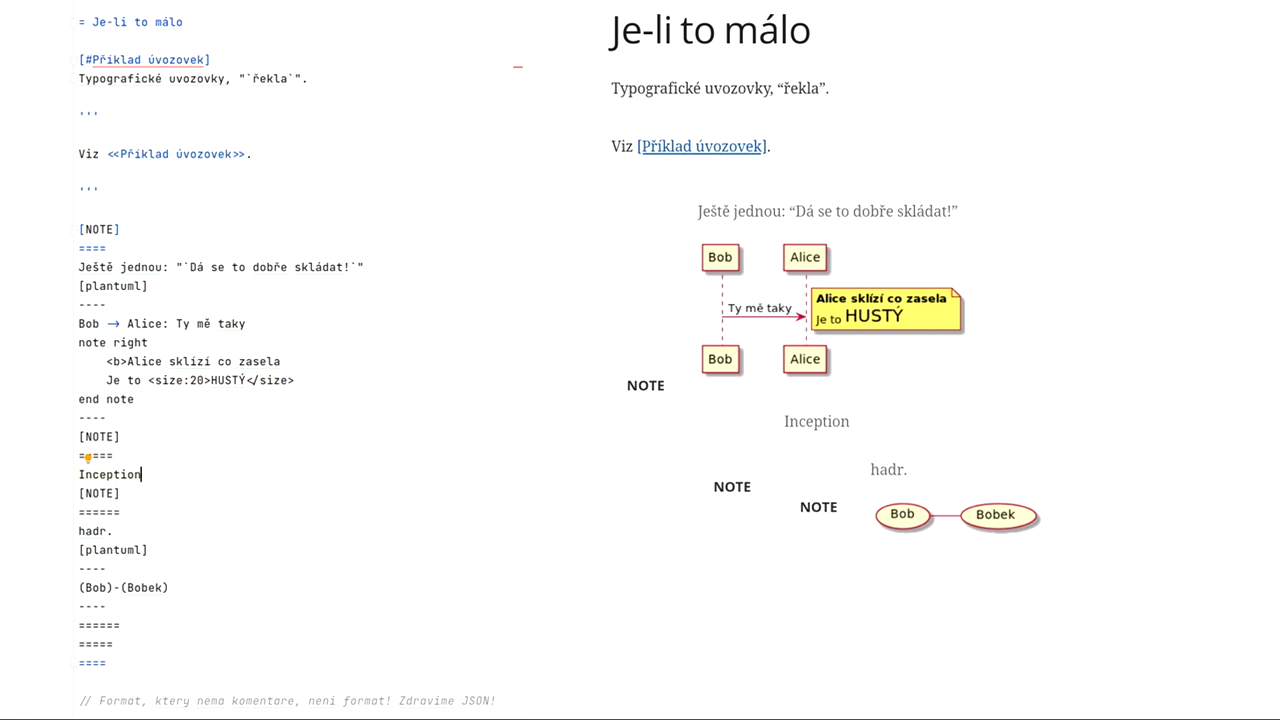 = Je-li to málo
[#Příklad úvozovek]
Typografické uvozovky, "`řekla`".
'''
Viz <<Příklad úvozovek>>.
'''
[NOTE]
====
Ještě jednou: "`Dá se to dobře skládat!`"
[plantuml]
----
Bob -> Alice: Ty mě taky
note right
<b>Alice sklízí co zasela
Je to <size:20>HUSTÝ</size>
end note
----
[NOTE]
=====
Inception
[NOTE]
======
hadr.
[plantuml]
----
(Bob)-(Bobek)
----
======
=====
====
// Format, ktery nema komentare, neni format! Zdravime JSON!
Je-li to málo
Typografické uvozovky, “řekla”.
Viz [Příklad úvozovek].
Ještě jednou: “Dá se to dobře skládat!”
Bob Alice
Ty mě taky
Alice sklízí co zasela
Je to HUSTÝ
Bob Alice
NOTE
Inception
hadr.
NOTE
NOTE
Bob Bobek